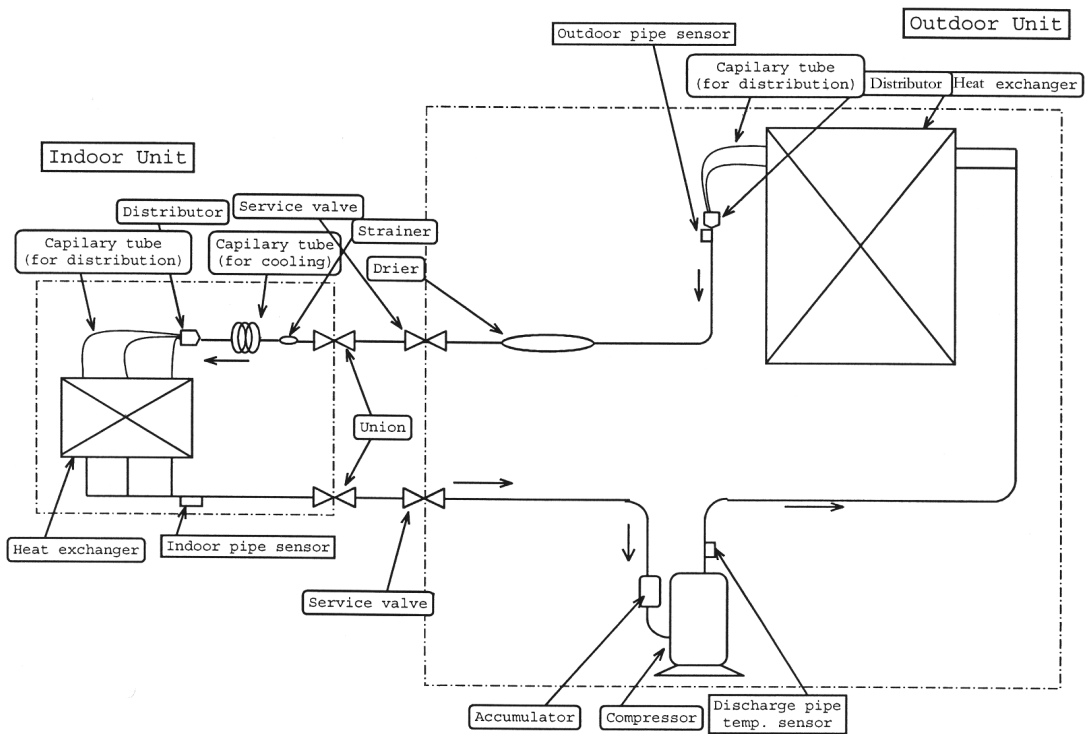 Outdoor Unit
Outdoor pipe sensor
Capilary tube
(for distribution)
Distributor
Heat exchanger
Indoor Unit
Distributor
Service valve
Strainer
Capilary tube
(for distribution)
Capilary tube
(for cooling)
Drier
Union
Heat exchanger
Indoor pipe sensor
Service valve
Accumulator
Compressor
Discharge pipe
temp. sensor